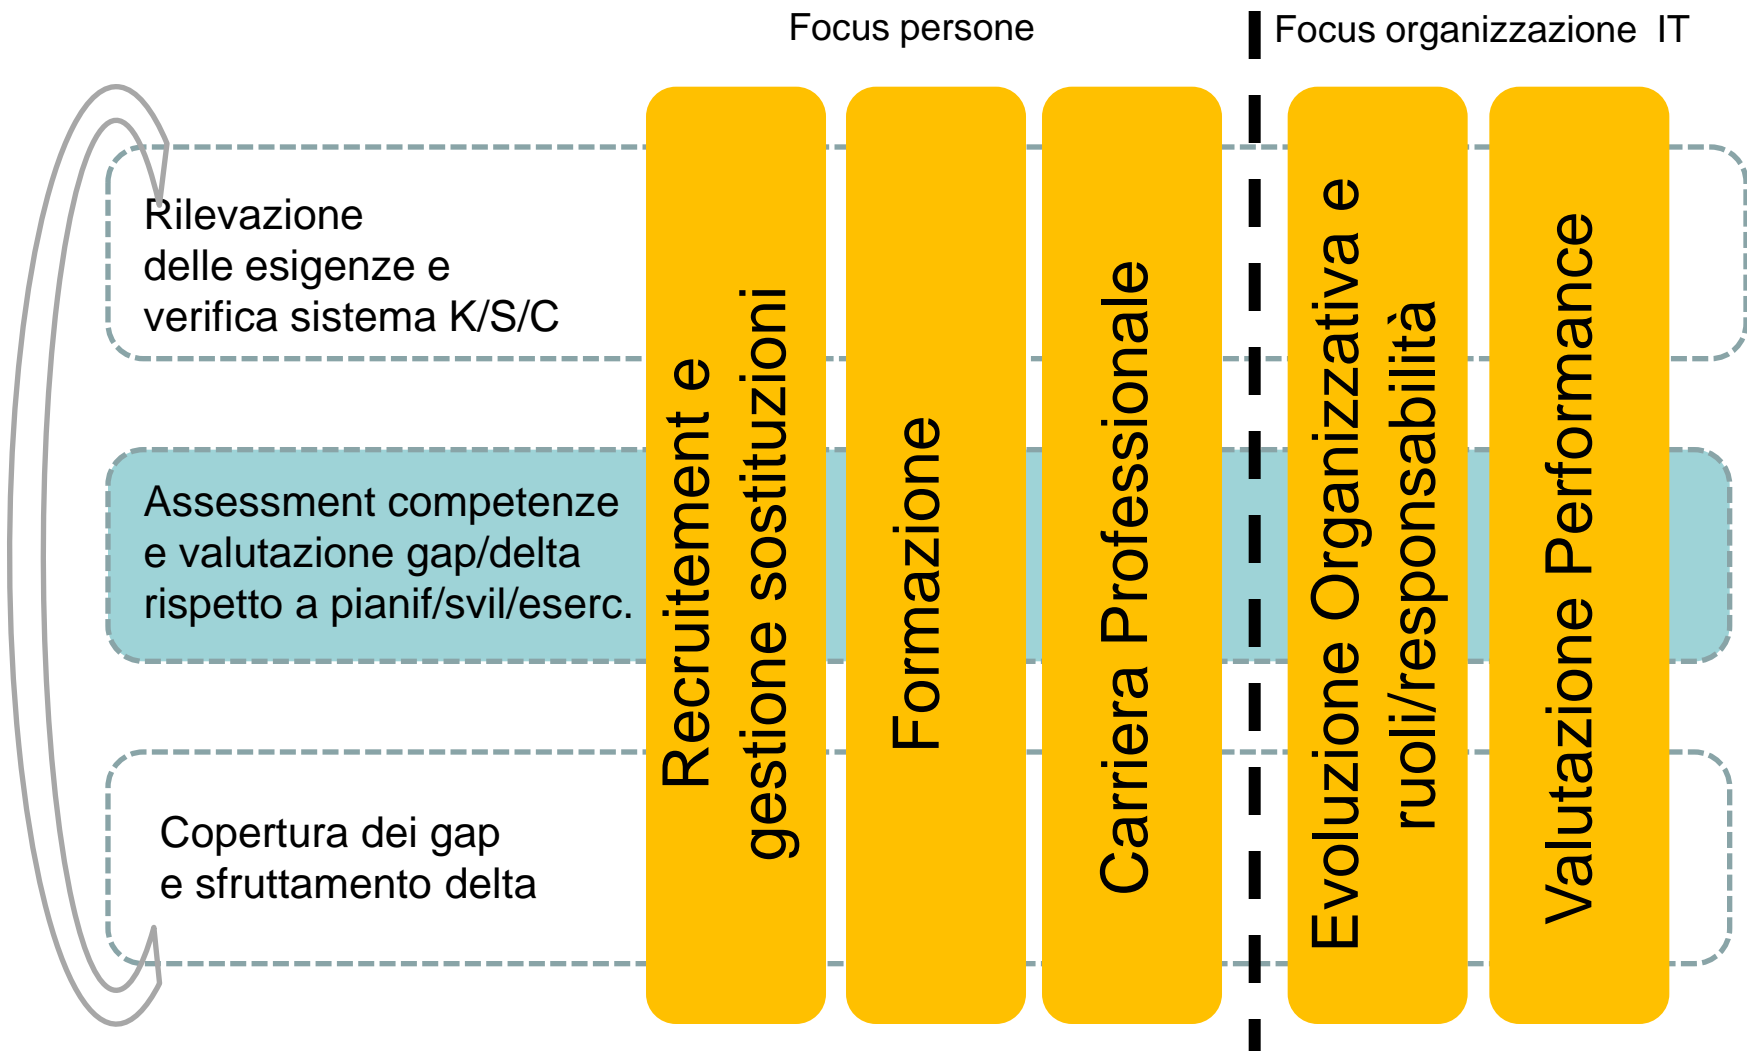 Focus persone
Focus organizzazione IT
Rilevazione
delle esigenze e
verifica sistema K/S/C
Assessment competenze
e valutazione gap/delta
rispetto a pianif/svil/eserc.
Copertura dei gap
e sfruttamento delta
Recruitement e
gestione sostituzioni
Formazione
Carriera Professionale
Evoluzione Organizzativa e
ruoli/responsabilità
Valutazione Performance